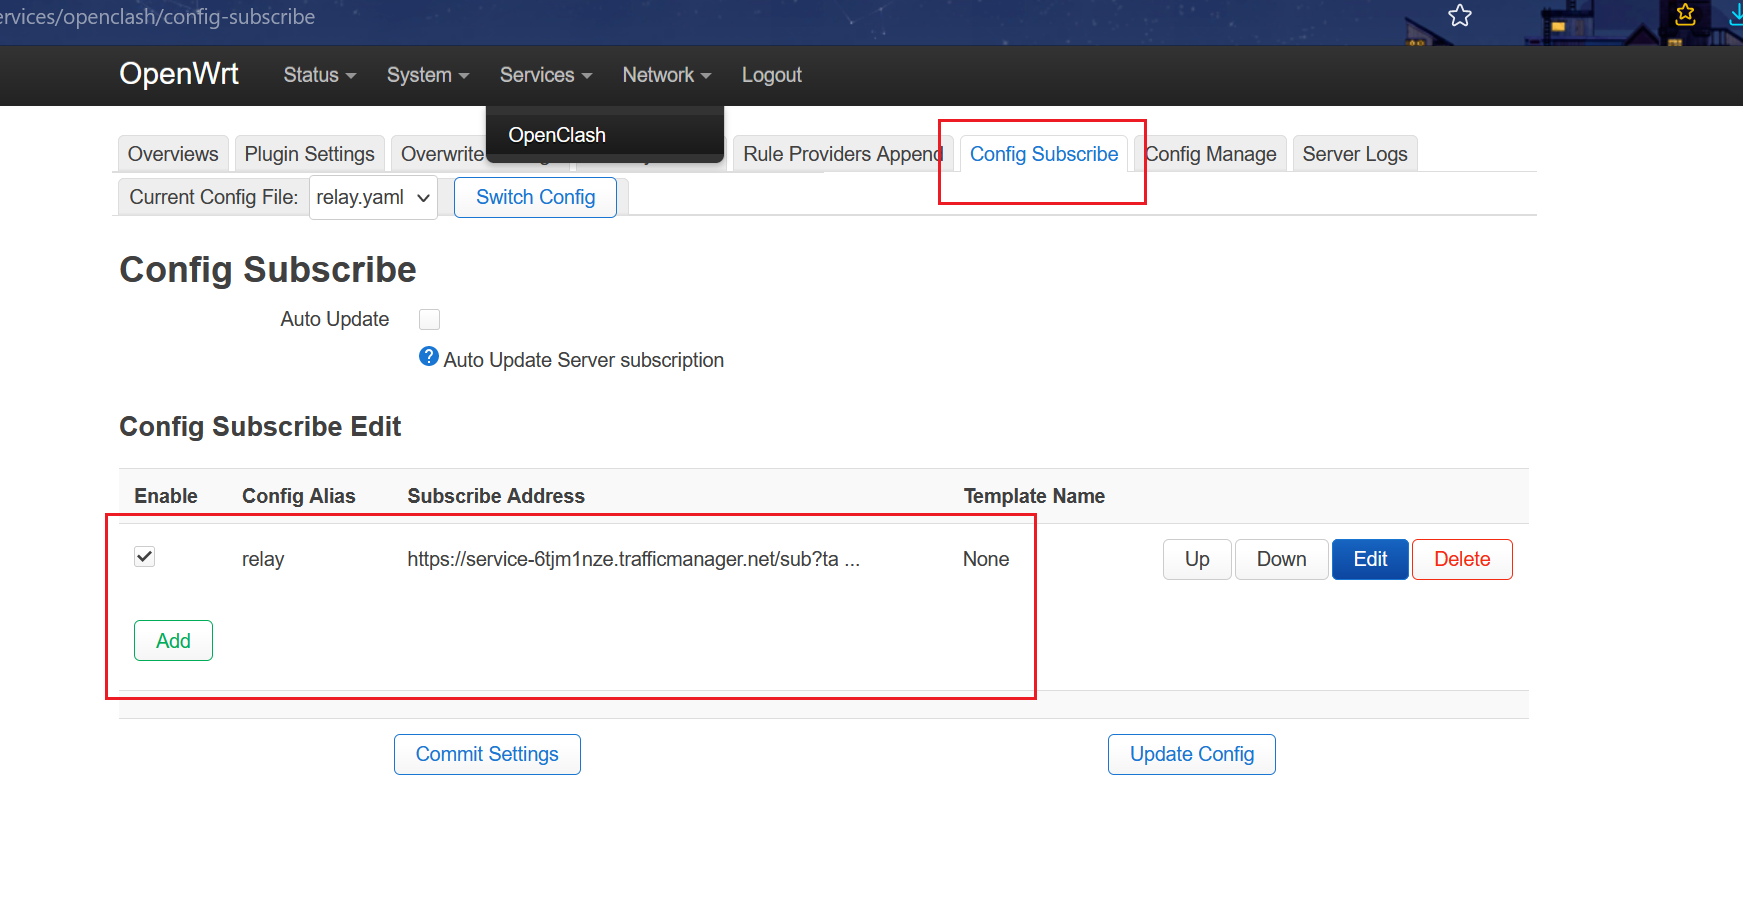 ervices/openclash/config-subscribe
OpenWrt Status System Services Network Logout
OpenClash
Overviews Plugin Settings Overwrite Rule Providers Append Config Subscribe Config Manage Server Logs
Current Config File: relay.yaml Switch Config
Config Subscribe
Auto Update
? Auto Update Server subscription
Config Subscribe Edit
Enable Config Alias Subscribe Address Template Name
relay https://service-6tjm1nze.trafficmanager.net/sub?ta ... None Up Down Edit Delete
Add
Commit Settings Update Config